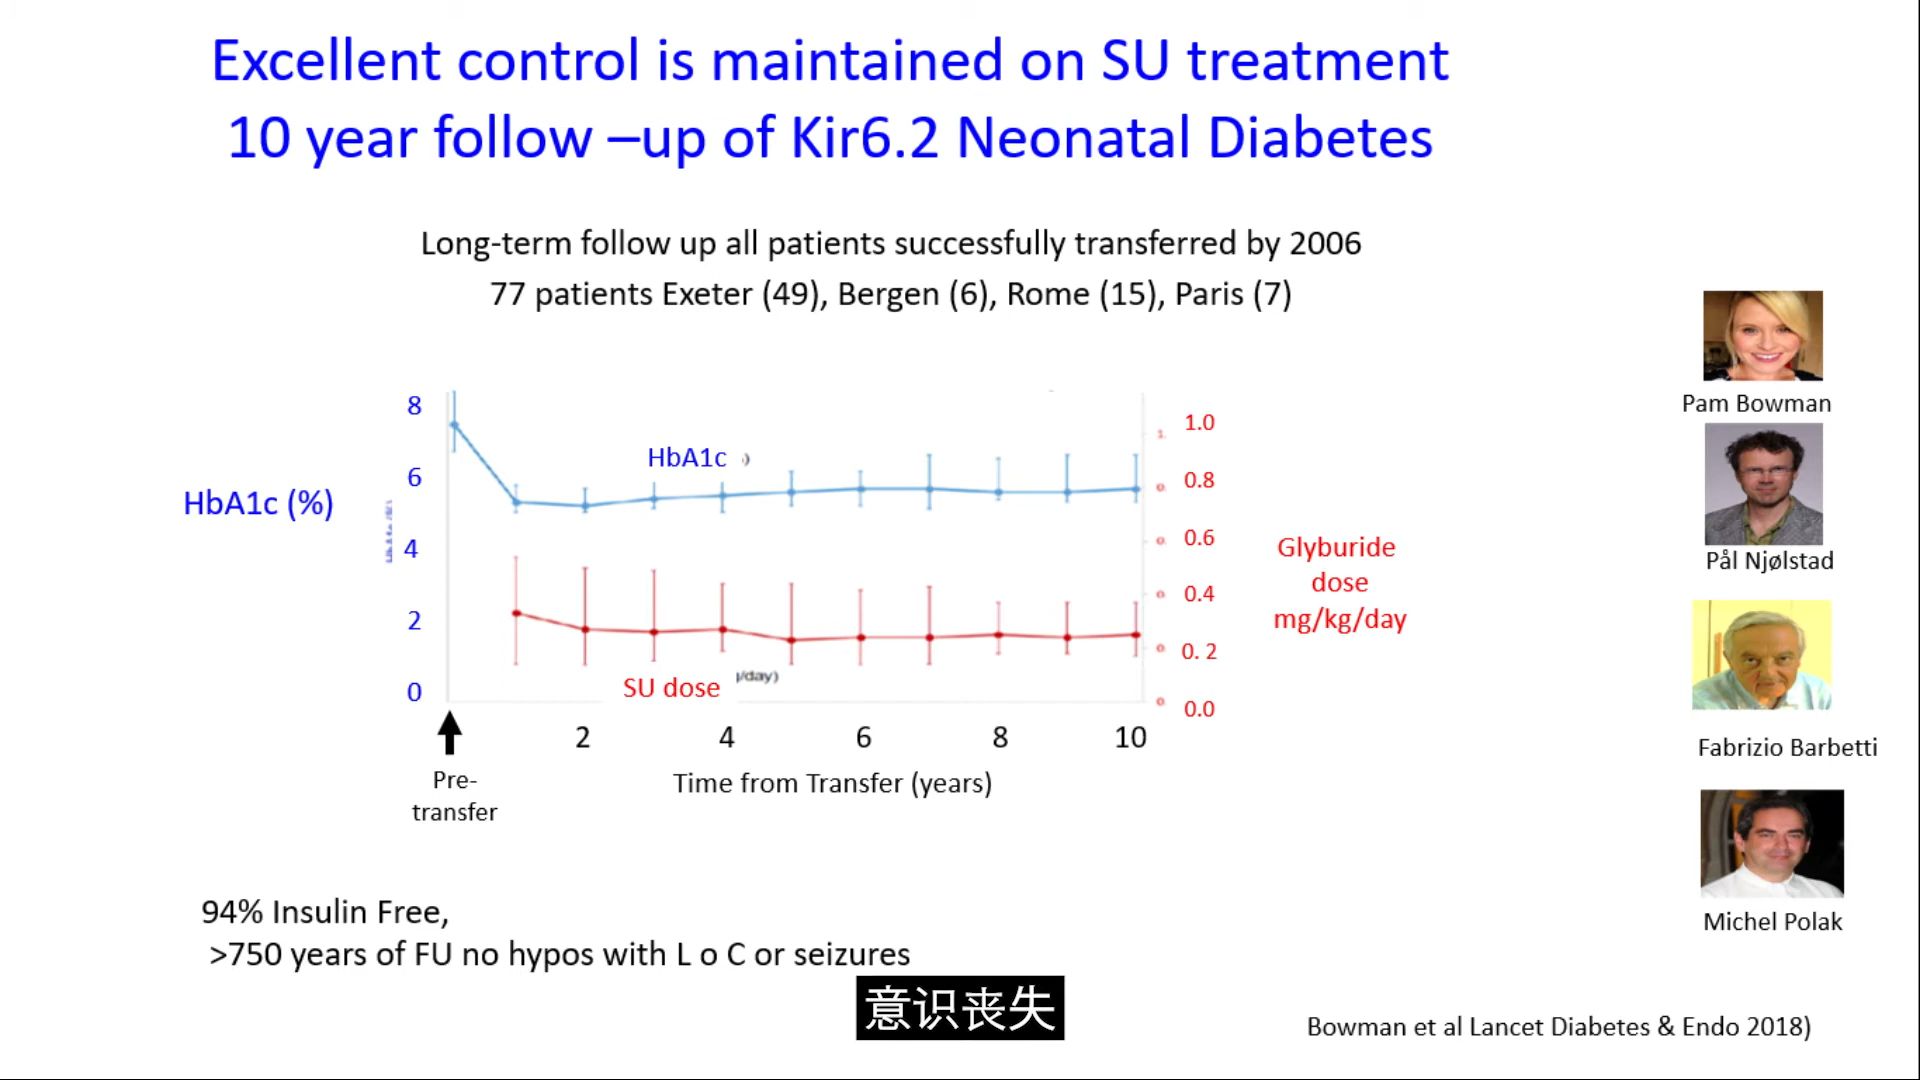 Excellent control is maintained on SU treatment
10 year follow –up of Kir6.2 Neonatal Diabetes
Long-term follow up all patients successfully transferred by 2006
77 patients Exeter (49), Bergen (6), Rome (15), Paris (7)
HbA1c (%)
8
6
4
2
0
HbA1c
)
SU dose
/day)
1.0
0.8
0.6
0.4
0. 2
0.0
Glyburide
dose
mg/kg/day
2 4 6 8 10
Pre-
transfer
Time from Transfer (years)
Pam Bowman
Pål Njølstad
Fabrizio Barbetti
Michel Polak
94% Insulin Free,
>750 years of FU no hypos with L o C or seizures
意识丧失
Bowman et al Lancet Diabetes & Endo 2018)